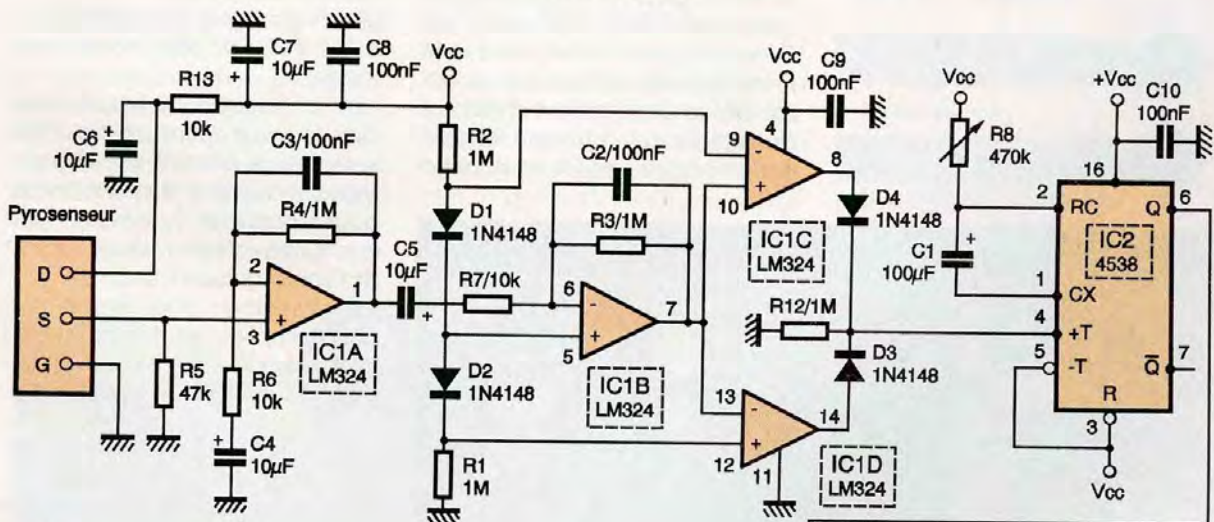 C7
10µF
+
C8
100nF
Vcc
R13
10k
C6
10µF
+
Pyrosenseur
D
S
G
C3/100nF
R4/1M
2
-
3
+
1
IC1A
LM324
R5
47k
R6
10k
+
C4
10µF
C5
10µF
+
R7/10k
R2
1M
D1
1N4148
D2
1N4148
R1
1M
C2/100nF
R3/1M
6
-
5
+
7
IC1B
LM324
Vcc
C9
100nF
4
9
-
10
+
8
IC1C
LM324
D4
1N4148
R12/1M
D3
1N4148
13
-
12
+
14
11
IC1D
LM324
Vcc
R8
470k
+
C1
100µF
+Vcc
C10
100nF
16
2
RC
Q
6
IC2
4538
1
CX
4
+T
5
-T
Q
7
R
3
Vcc